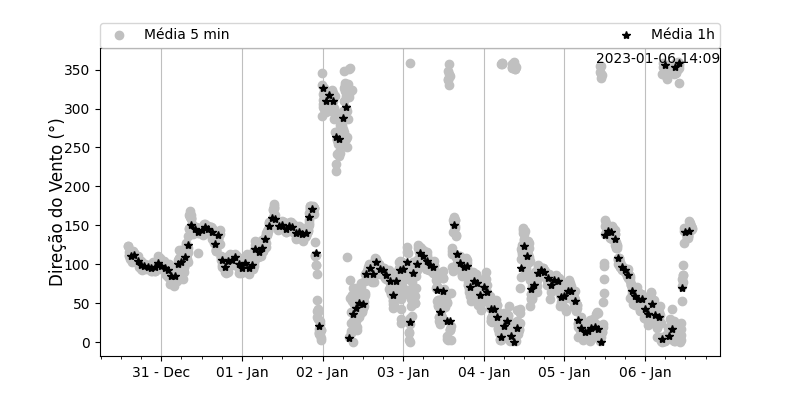 Média 5 min
Média 1h
2023-01-06 14:09
Direção do Vento (°)
350
300
250
200
150
100
50
0
31 - Dec
01 - Jan
02 - Jan
03 - Jan
04 - Jan
05 - Jan
06 - Jan